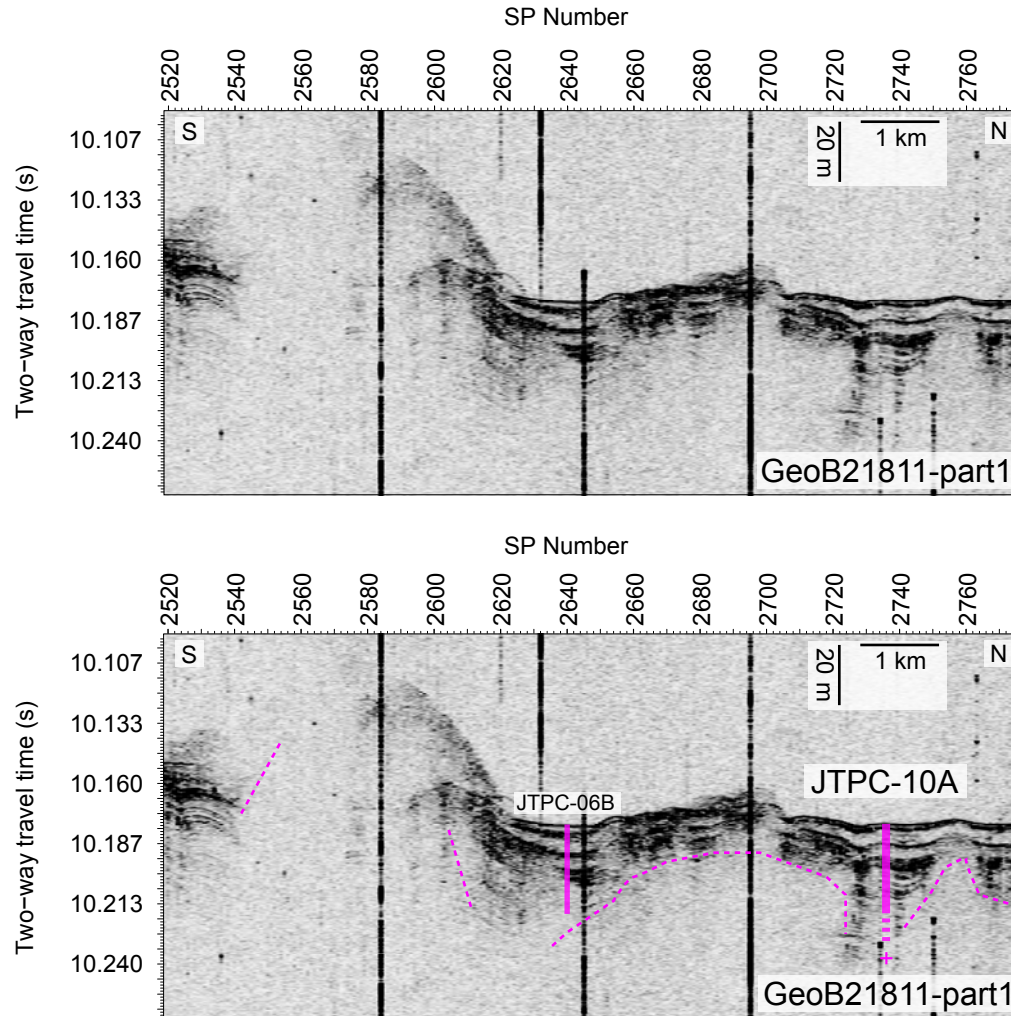 SP Number
2520 2540 2560 2580 2600 2620 2640 2660 2680 2700 2720 2740 2760
Two−way travel time (s)
10.107
10.133
10.160
10.187
10.213
10.240
S
20 m
1 km
N
GeoB21811-part1
SP Number
2520 2540 2560 2580 2600 2620 2640 2660 2680 2700 2720 2740 2760
Two−way travel time (s)
10.107
10.133
10.160
10.187
10.213
10.240
S
20 m
1 km
N
JTPC-06B
JTPC-10A
GeoB21811-part1